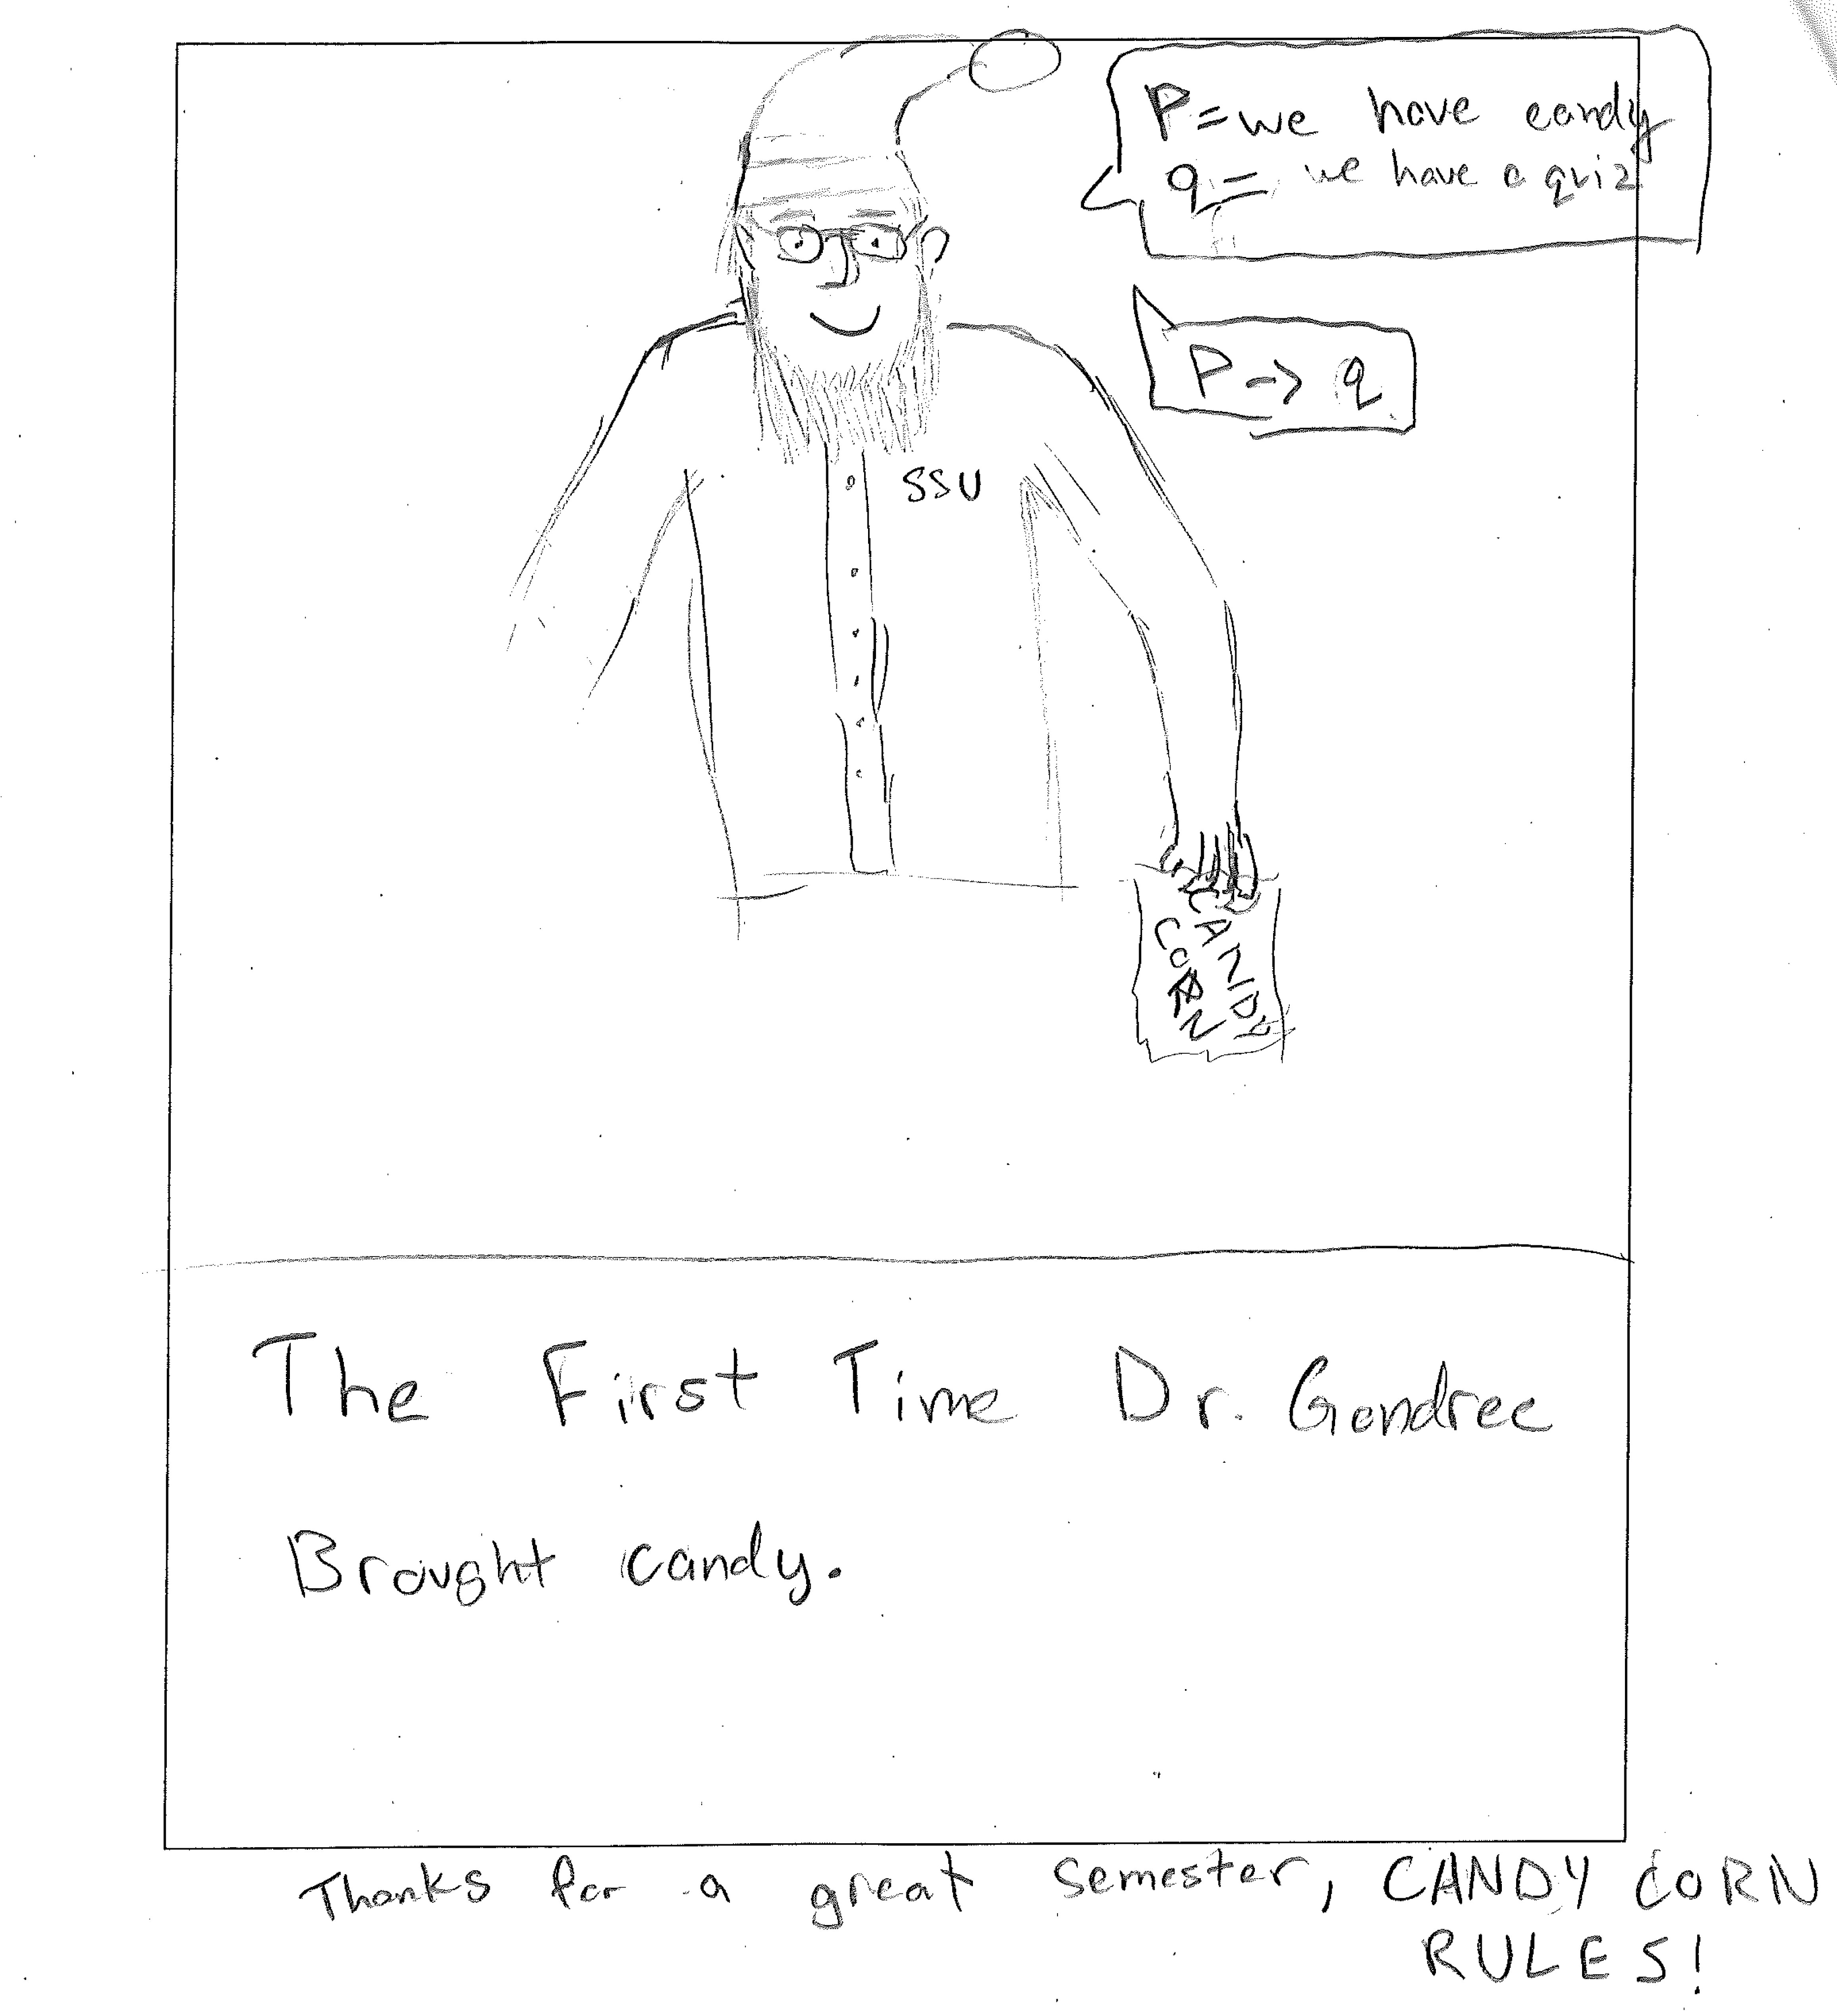 P = we have candy
q = we have a quiz
P -> q
SSU
CANDY
CORN
The First Time Dr. Gondree
Brought candy.
Thanks for a great semester, CANDY CORN
RULES!